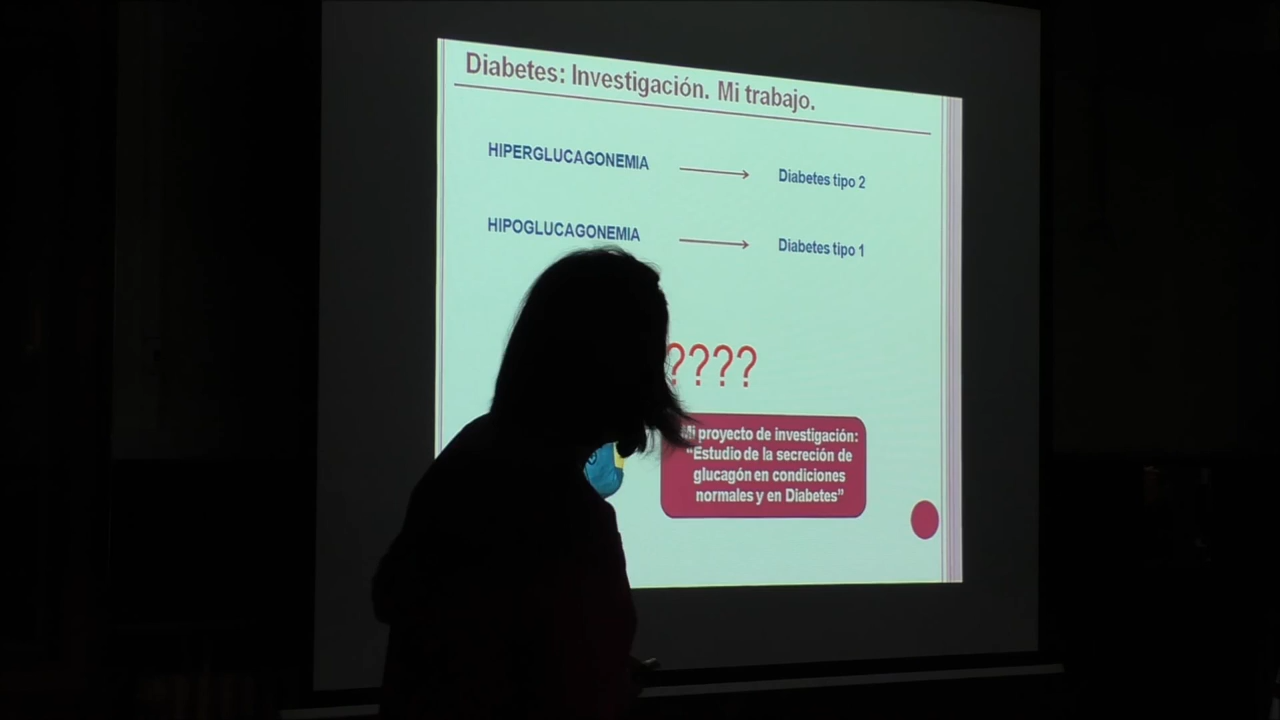 Diabetes: Investigación. Mi trabajo.
HIPERGLUCAGONEMIA
Diabetes tipo 2
HIPOGLUCAGONEMIA
Diabetes tipo 1
????
Mi proyecto de investigación:
“Estudio de la secreción de
glucagón en condiciones
normales y en Diabetes”